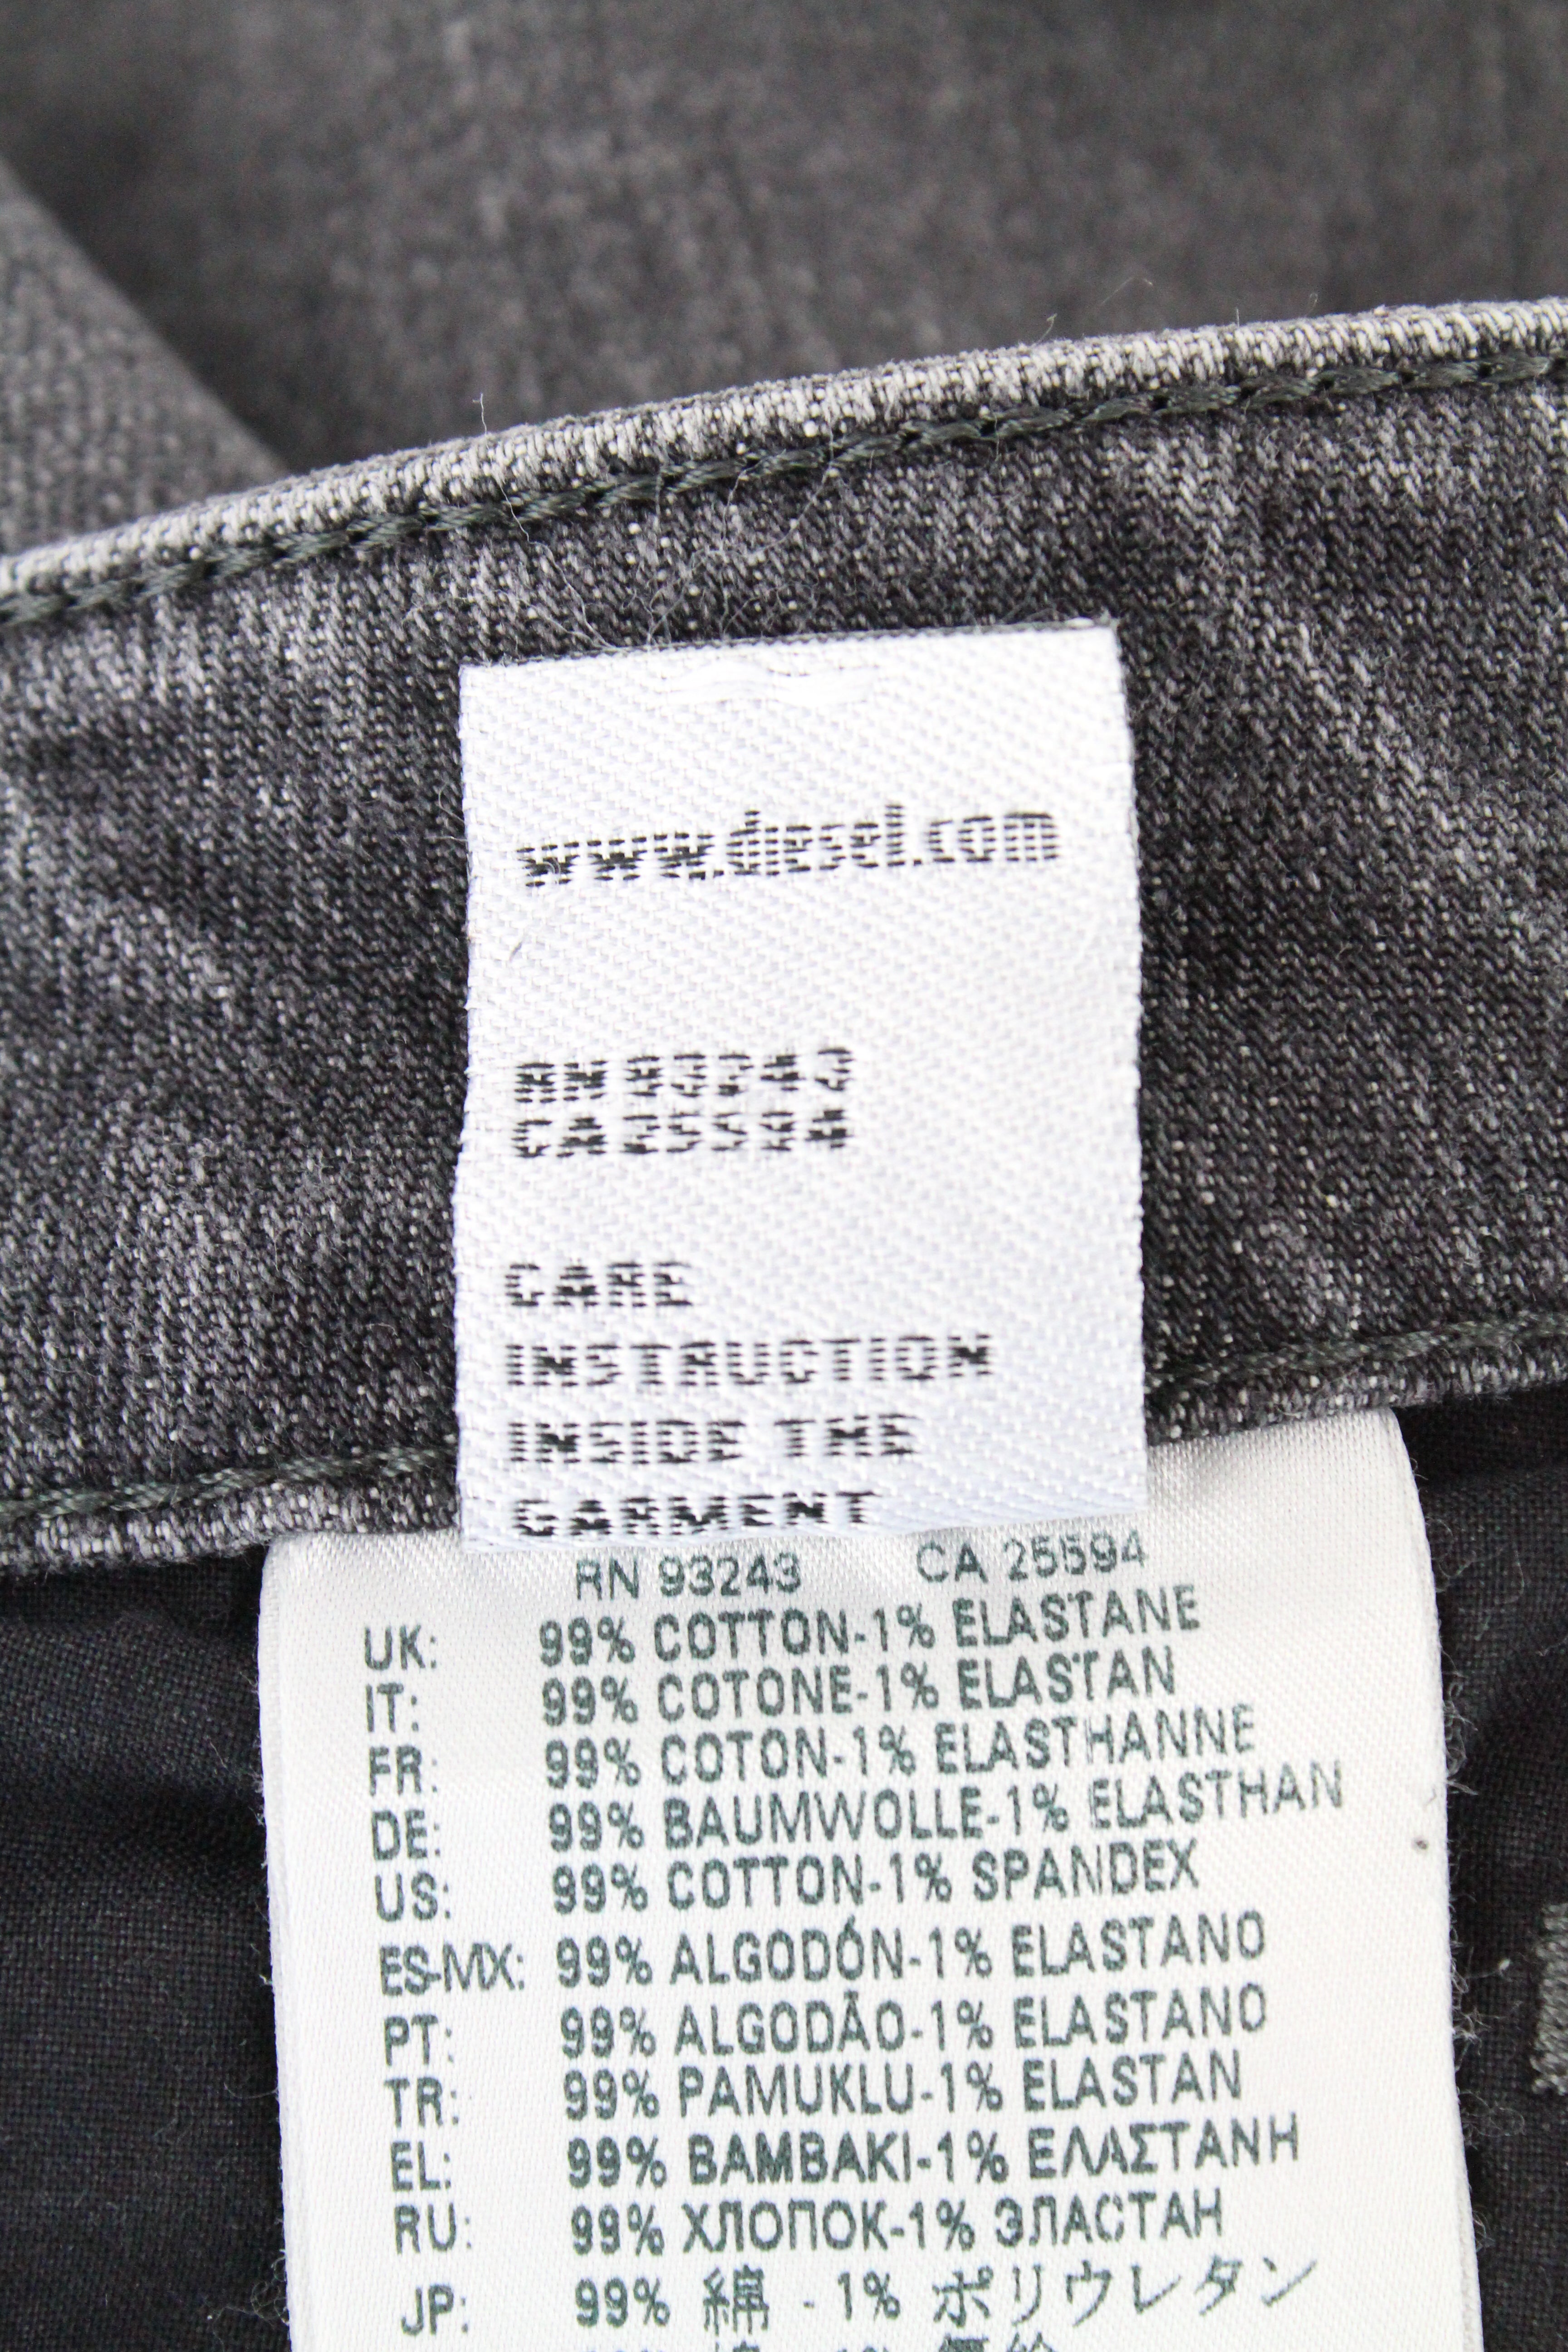 www.diesel.com
RN 93243
CA 25594
CARE
INSTRUCTION
INSIDE THE
GARMENT
RN 93243 CA 25594
UK: 99% COTTON-1% ELASTANE
IT: 99% COTONE-1% ELASTAN
FR: 99% COTON-1% ELASTHANNE
DE: 99% BAUMWOLLE-1% ELASTHAN
US: 99% COTTON-1% SPANDEX
ES-MX: 99% ALGODÓN-1% ELASTANO
PT: 99% ALGODÃO-1% ELASTANO
TR: 99% PAMUKLU-1% ELASTAN
EL: 99% ΒΑΜΒΑΚΙ-1% ΕΛΑΣΤΑΝΗ
RU: 99% ХЛОПОК-1% ЭЛАСТАН
JP: 99% 綿 - 1% ポリウレタン